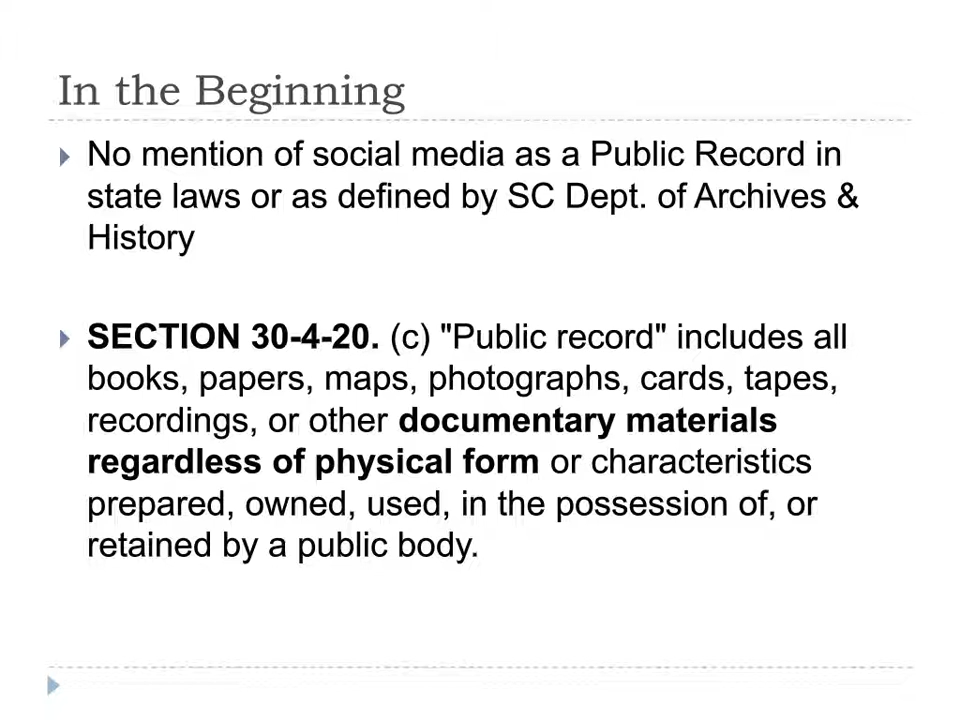 In the Beginning
No mention of social media as a Public Record in
state laws or as defined by SC Dept. of Archives &
History
SECTION 30-4-20. (c) "Public record" includes all
books, papers, maps, photographs, cards, tapes,
recordings, or other documentary materials
regardless of physical form or characteristics
prepared, owned, used, in the possession of, or
retained by a public body.